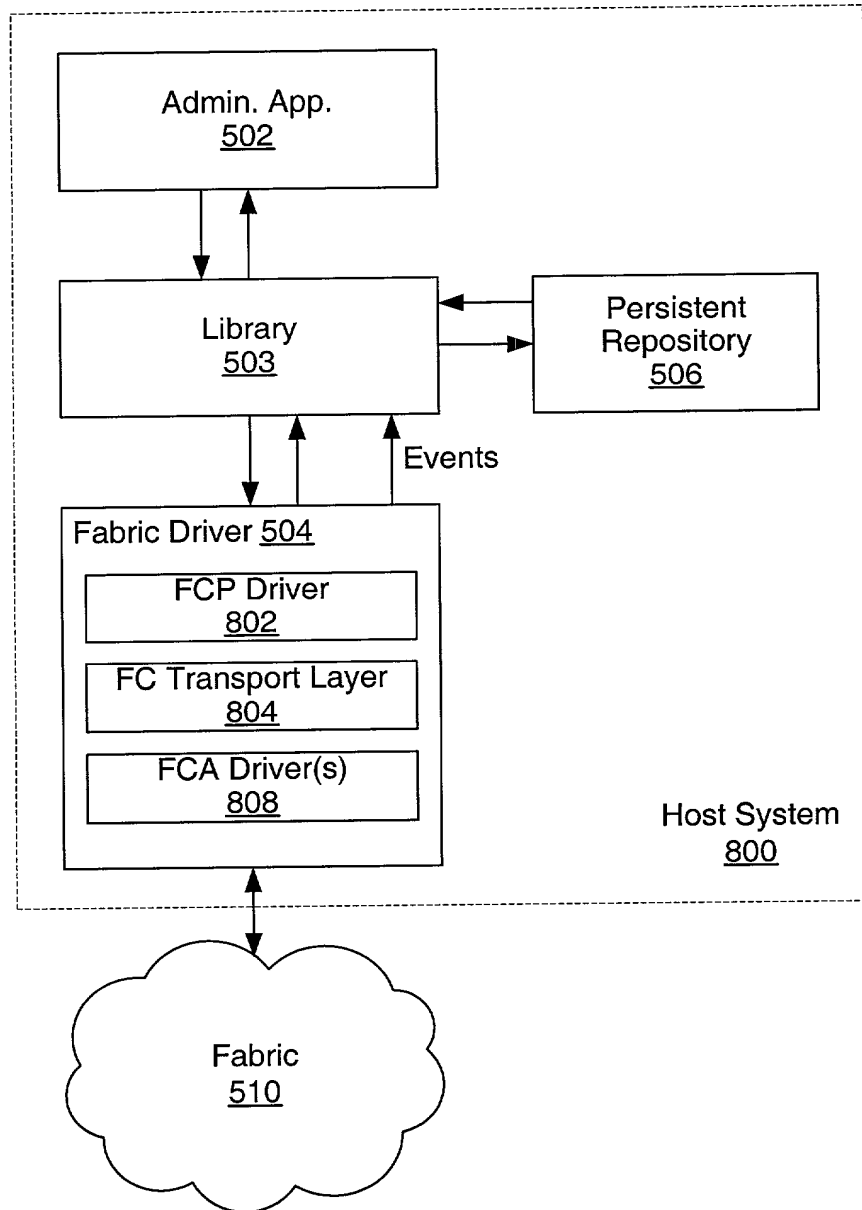 Admin. App.
502
Library
503
Persistent
Repository
506
Events
Fabric Driver 504
FCP Driver
802
FC Transport Layer
804
FCA Driver(s)
808
Host System
800
Fabric
510